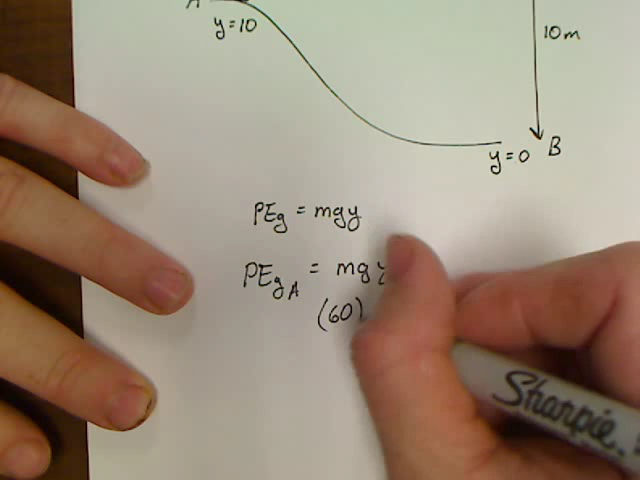 A
y=10
10m
y=0 B
PEg = mgy
PEgA = mgy
(60)
Sharpie